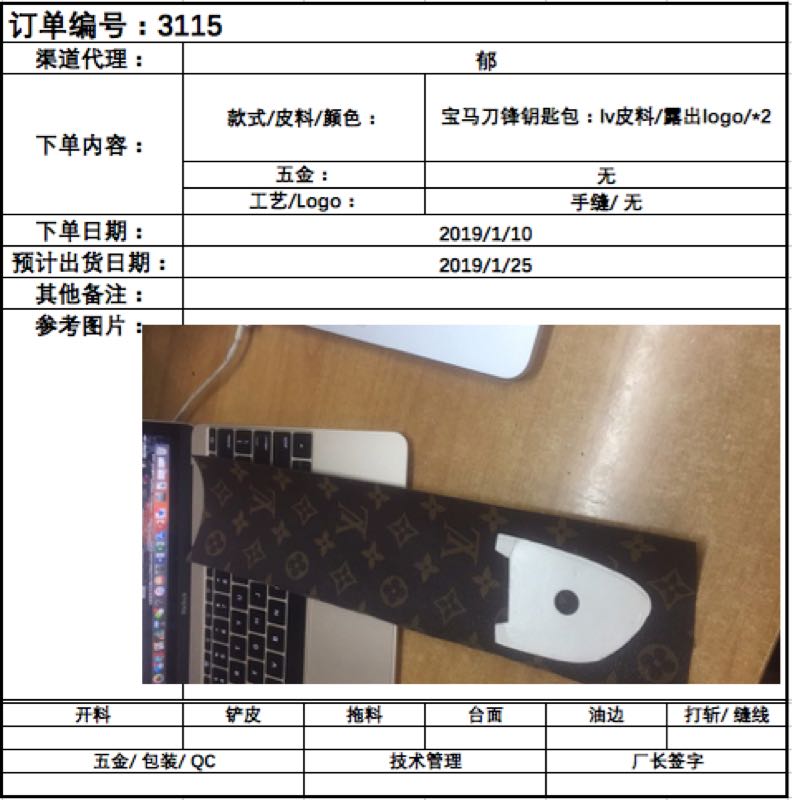 订单编号：3115
渠道代理：
郁
下单内容：
款式/皮料/颜色：
宝马刀锋钥匙包：lv皮料/露出logo/*2
五金：
无
工艺/Logo：
手缝/ 无
下单日期：
2019/1/10
预计出货日期：
2019/1/25
其他备注：
参考图片：
开料
铲皮
拖料
台面
油边
打斩/ 缝线
五金/ 包装/ QC
技术管理
厂长签字